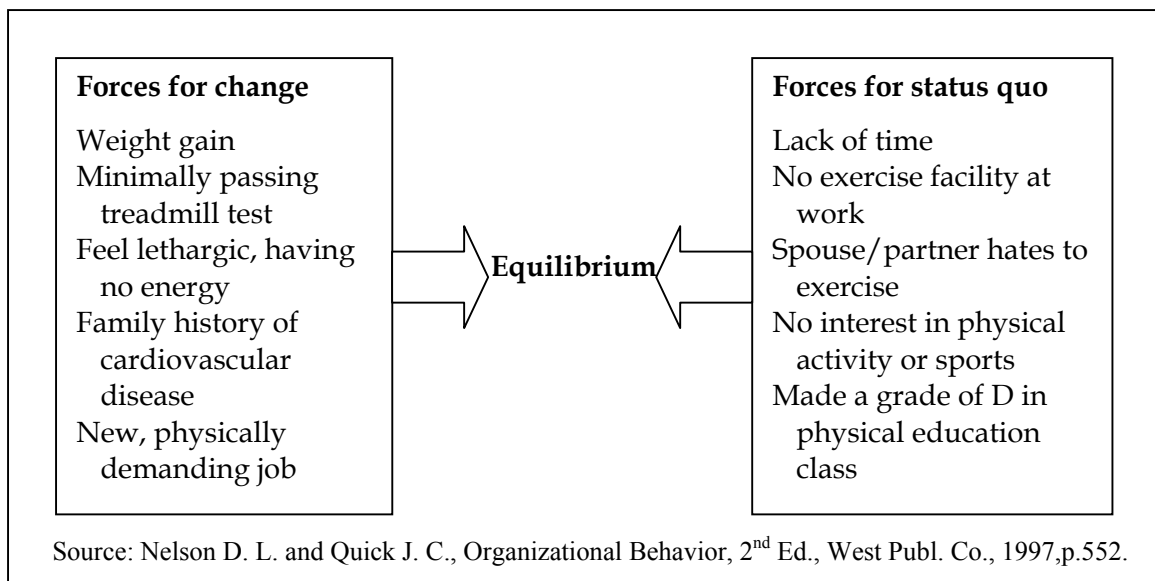 Forces for change
Weight gain
Minimally passing
treadmill test
Feel lethargic, having
no energy
Family history of
cardiovascular
disease
New, physically
demanding job
Equilibrium
Forces for status quo
Lack of time
No exercise facility at
work
Spouse/partner hates to
exercise
No interest in physical
activity or sports
Made a grade of D in
physical education
class
Source: Nelson D. L. and Quick J. C., Organizational Behavior, 2nd Ed., West Publ. Co., 1997,p.552.